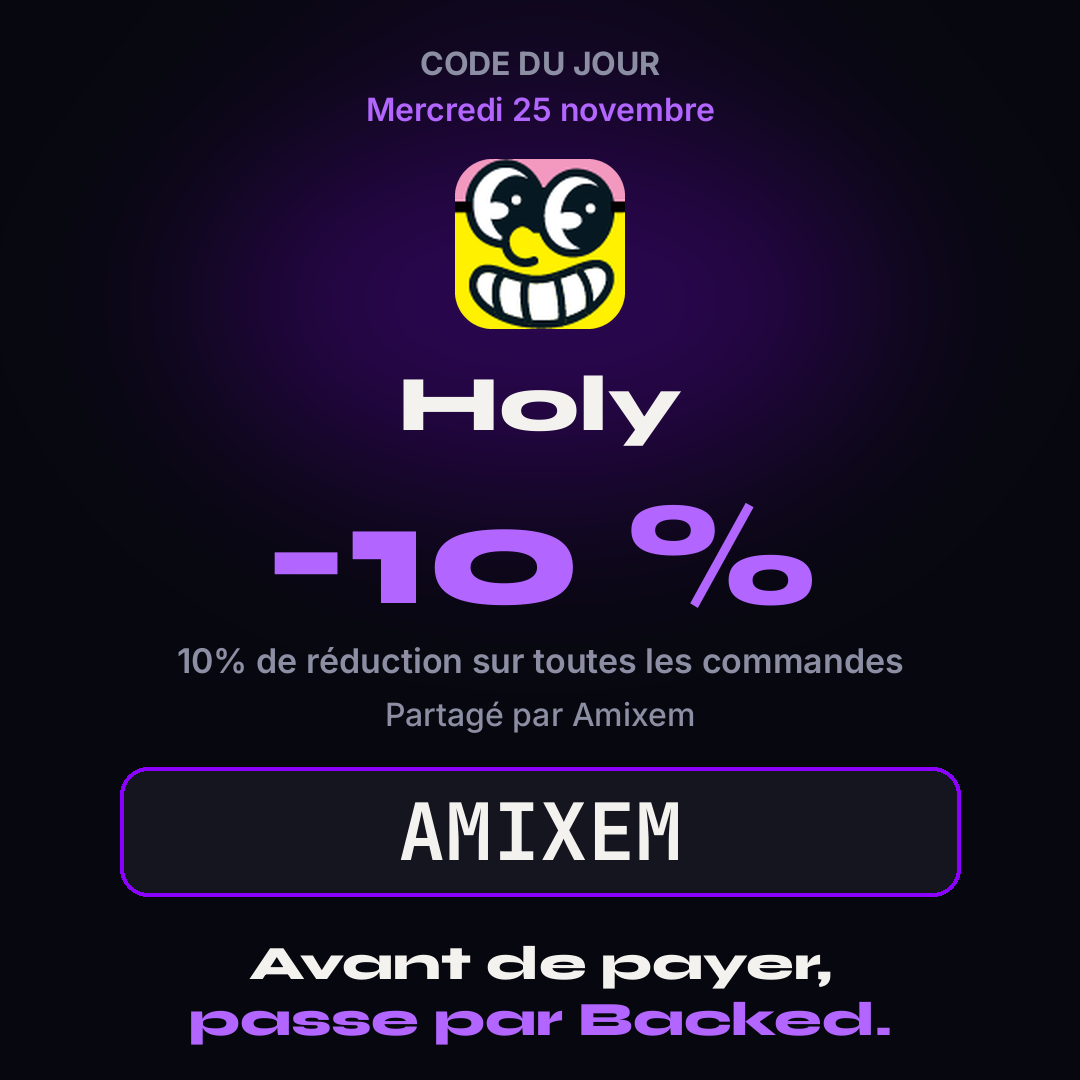 CODE DU JOUR
Mercredi 25 novembre
Holy
-10 %
10% de réduction sur toutes les commandes
Partagé par Amixem
AMIXEM
Avant de payer,
passe par Backed.